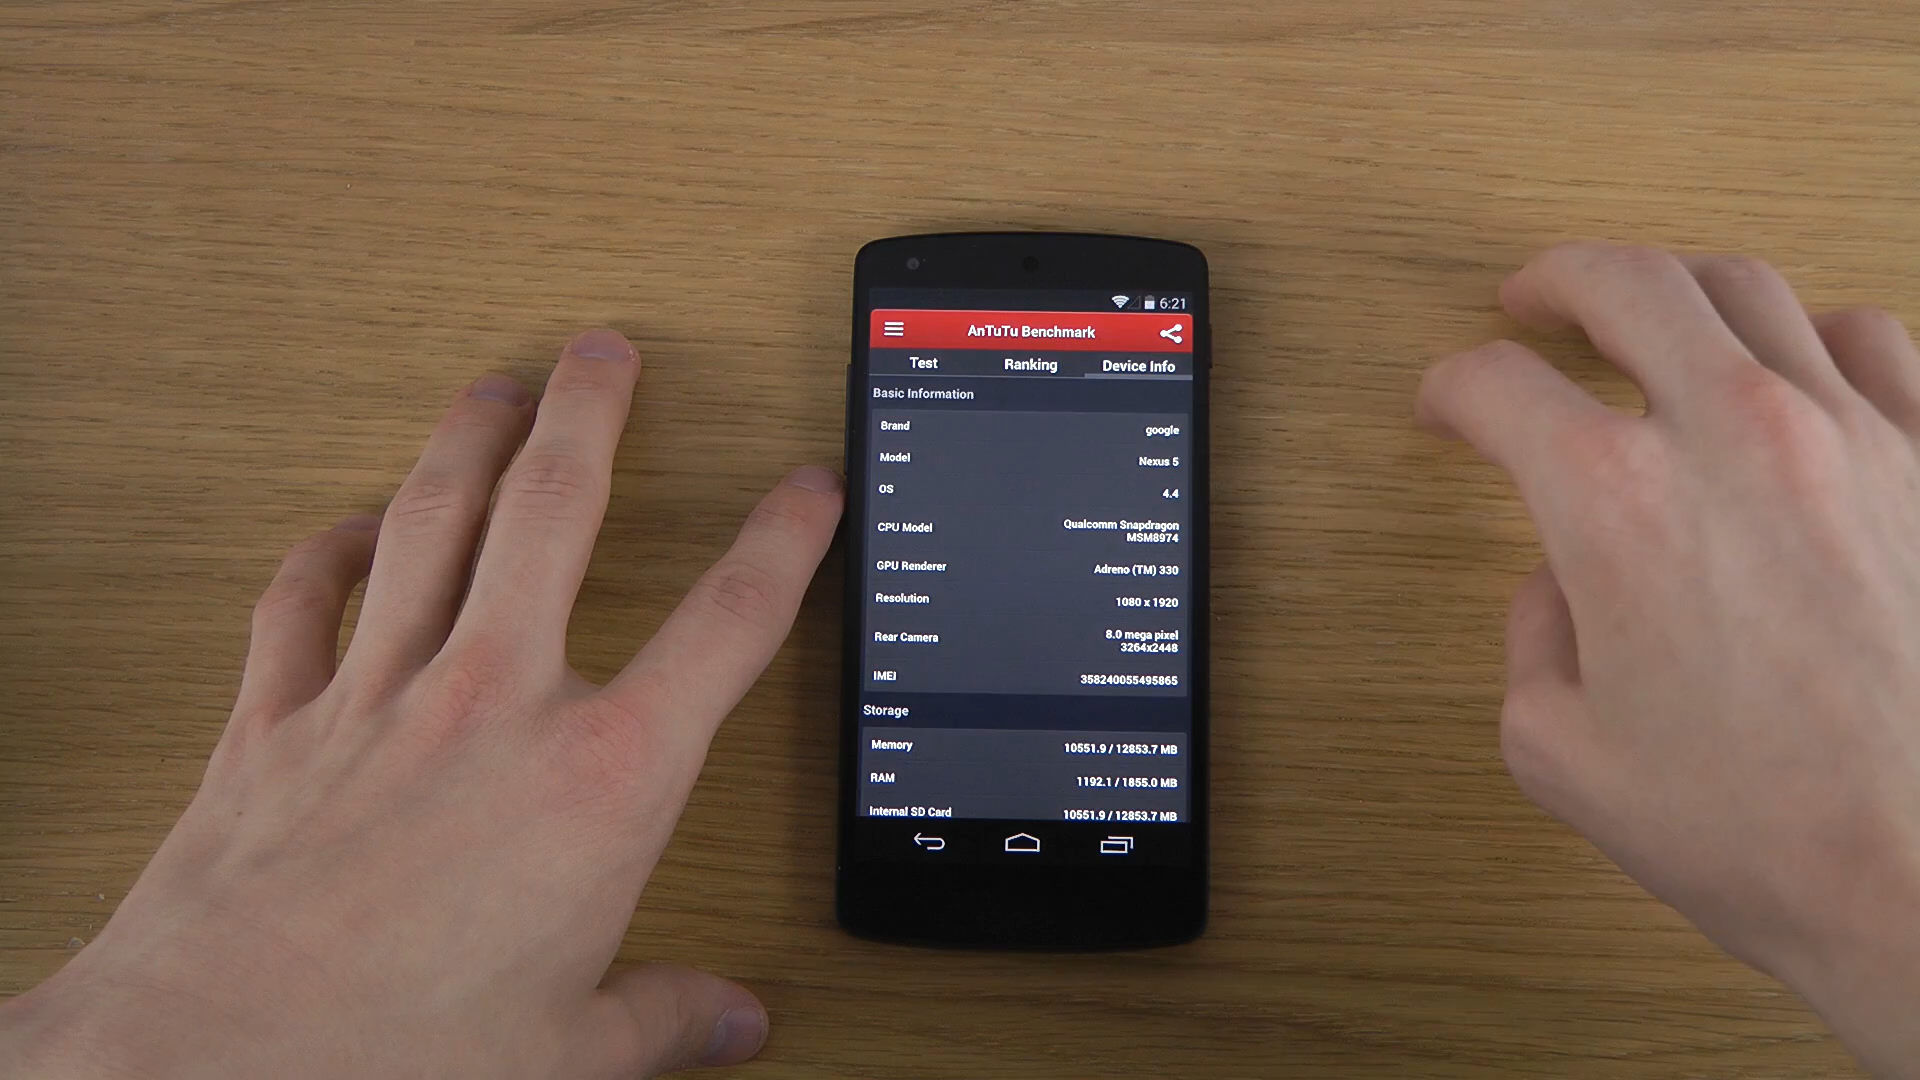 6:21
AnTuTu Benchmark
Test Ranking Device Info
Basic Information
Brand google
Model Nexus 5
OS 4.4
CPU Model Qualcomm Snapdragon
MSM8974
GPU Renderer Adreno (TM) 330
Resolution 1080 x 1920
Rear Camera 8.0 mega pixel
3264x2448
IMEI 358240055495865
Storage
Memory 10551.9 / 12853.7 MB
RAM 1192.1 / 1855.0 MB
Internal SD Card 10551.9 / 12853.7 MB